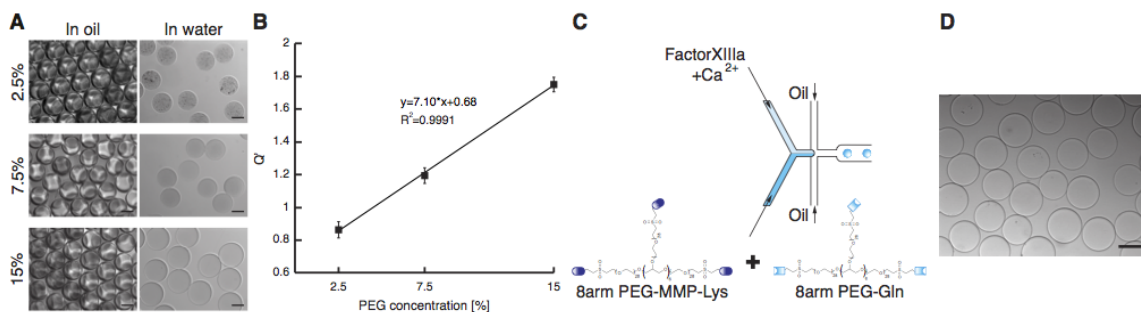 A
In oil
In water
2.5%
7.5%
15%
B
2
1.8
1.6
1.4
1.2
1
0.8
0.6
Q'
y=7.10*x+0.68
R²=0.9991
2.5
7.5
15
PEG concentration [%]
C
FactorXIIIa
+Ca²⁺
Oil
Oil
+
8arm PEG-MMP-Lys
8arm PEG-Gln
D